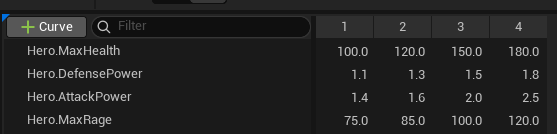 Curve Filter 1 2 3 4
Hero.MaxHealth 100.0 120.0 150.0 180.0
Hero.DefensePower 1.1 1.3 1.5 1.8
Hero.AttackPower 1.4 1.6 2.0 2.5
Hero.MaxRage 75.0 85.0 100.0 120.0